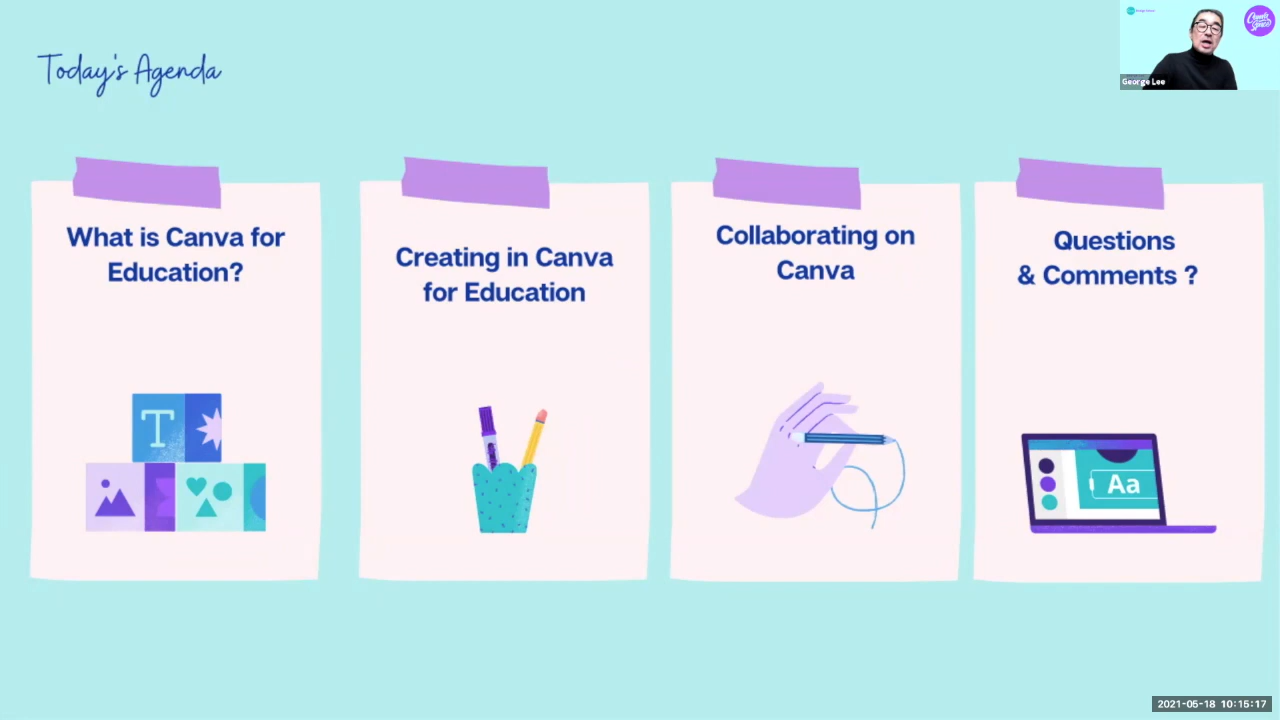 Today's Agenda
George Lee
What is Canva for
Education?
Creating in Canva
for Education
Collaborating on
Canva
Questions
& Comments ?
T
Aa
2021-05-18 10:15:17